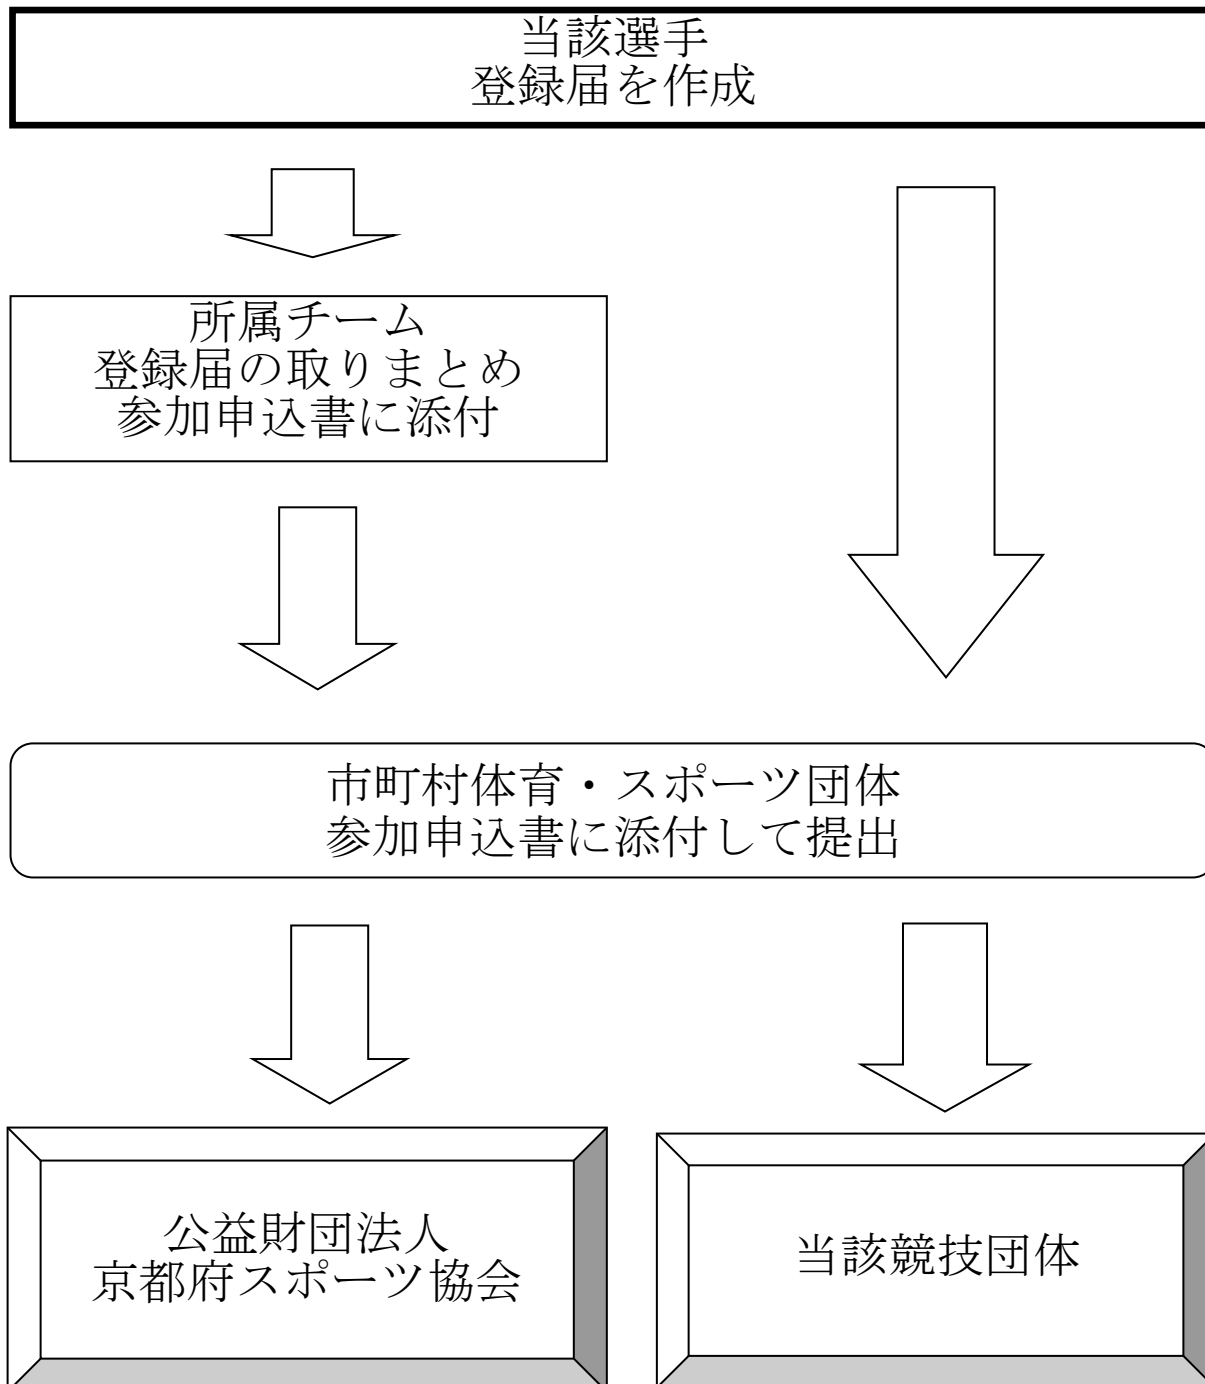 当該選手
登録届を作成
所属チーム
登録届の取りまとめ
参加申込書に添付
市町村体育・スポーツ団体
参加申込書に添付して提出
公益財団法人
京都府スポーツ協会
当該競技団体